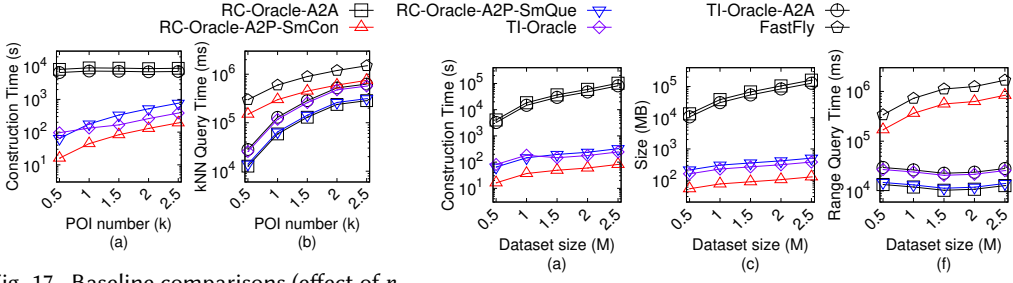 RC-Oracle-A2A
RC-Oracle-A2P-SmCon
RC-Oracle-A2P-SmQue
TI-Oracle
TI-Oracle-A2A
FastFly
Construction Time (s)
10^4
10^3
10^2
10^1
0.5
1
1.5
2
2.5
POI number (k)
(a)
kNN Query Time (ms)
10^6
10^5
10^4
0.5
1
1.5
2
2.5
POI number (k)
(b)
Construction Time (s)
10^5
10^4
10^3
10^2
10^1
0.5
1
1.5
2
2.5
Dataset size (M)
(a)
Size (MB)
10^5
10^4
10^3
10^2
0.5
1
1.5
2
2.5
Dataset size (M)
(c)
Range Query Time (ms)
10^6
10^5
10^4
0.5
1
1.5
2
2.5
Dataset size (M)
(f)
17. Baseline comparisons (effect of n